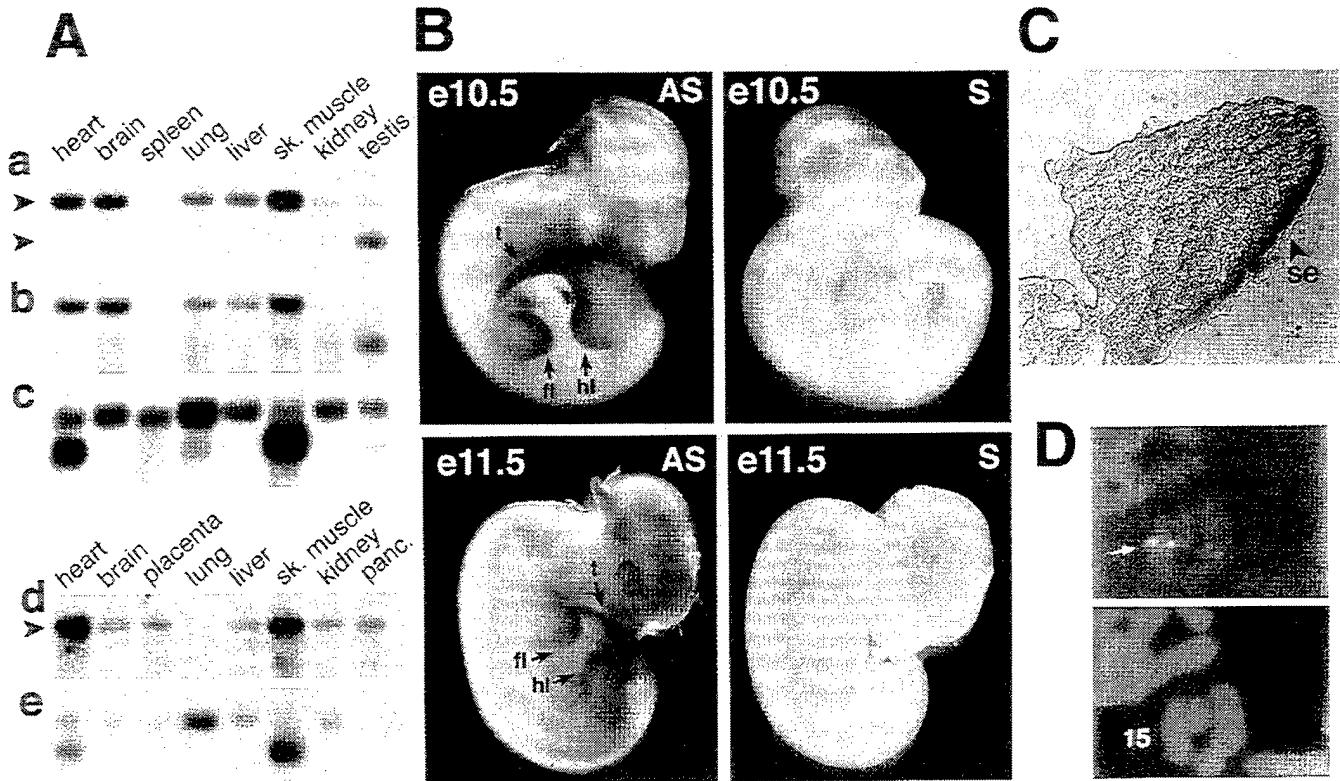 A
heart brain spleen lung liver sk. muscle kidney testis
a
b
c
heart brain placenta lung liver sk. muscle kidney panc.
d
e
B
e10.5 AS
t
fl hl
e10.5 S
e11.5 AS
t
fl
hl
e11.5 S
C
se
D
15